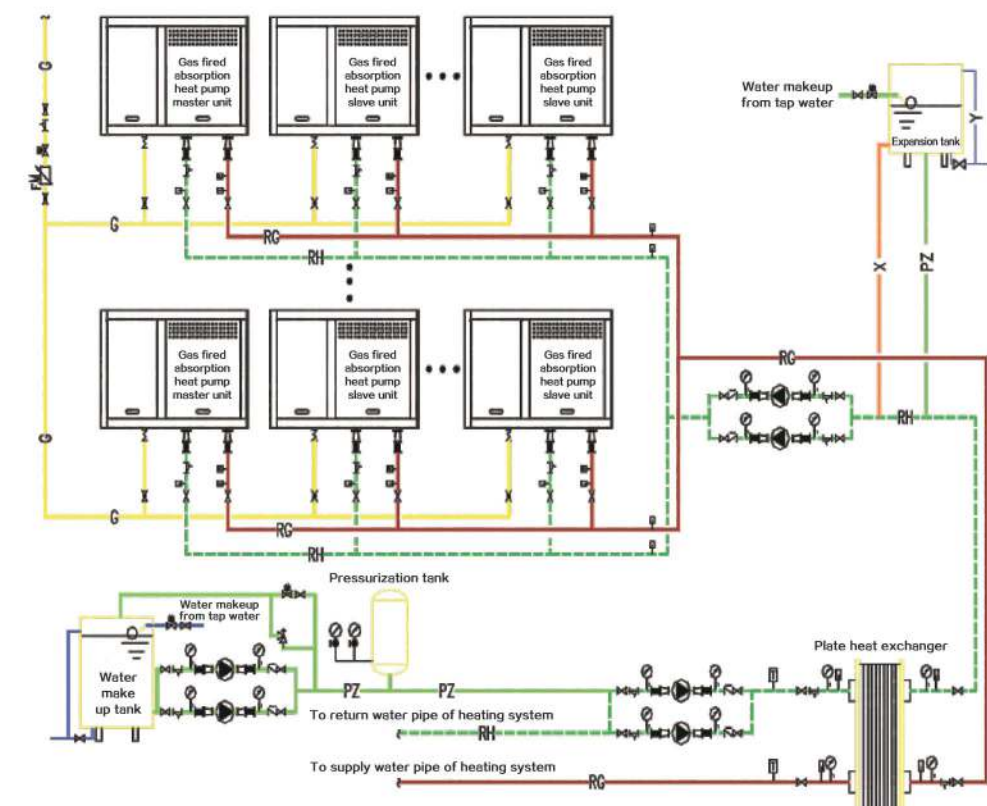 G
Gas fired
absorption
heat pump
master unit
Gas fired
absorption
heat pump
slave unit
Gas fired
absorption
heat pump
slave unit
Water makeup
from tap water
Expansion tank
Y
FM
G
RG
RH
X
PZ
Gas fired
absorption
heat pump
master unit
Gas fired
absorption
heat pump
slave unit
Gas fired
absorption
heat pump
slave unit
RG
RH
G
G
RG
RH
Pressurization tank
Water makeup
from tap water
Water
make
up tank
PZ
PZ
Plate heat exchanger
To return water pipe of heating system
RH
To supply water pipe of heating system
RG